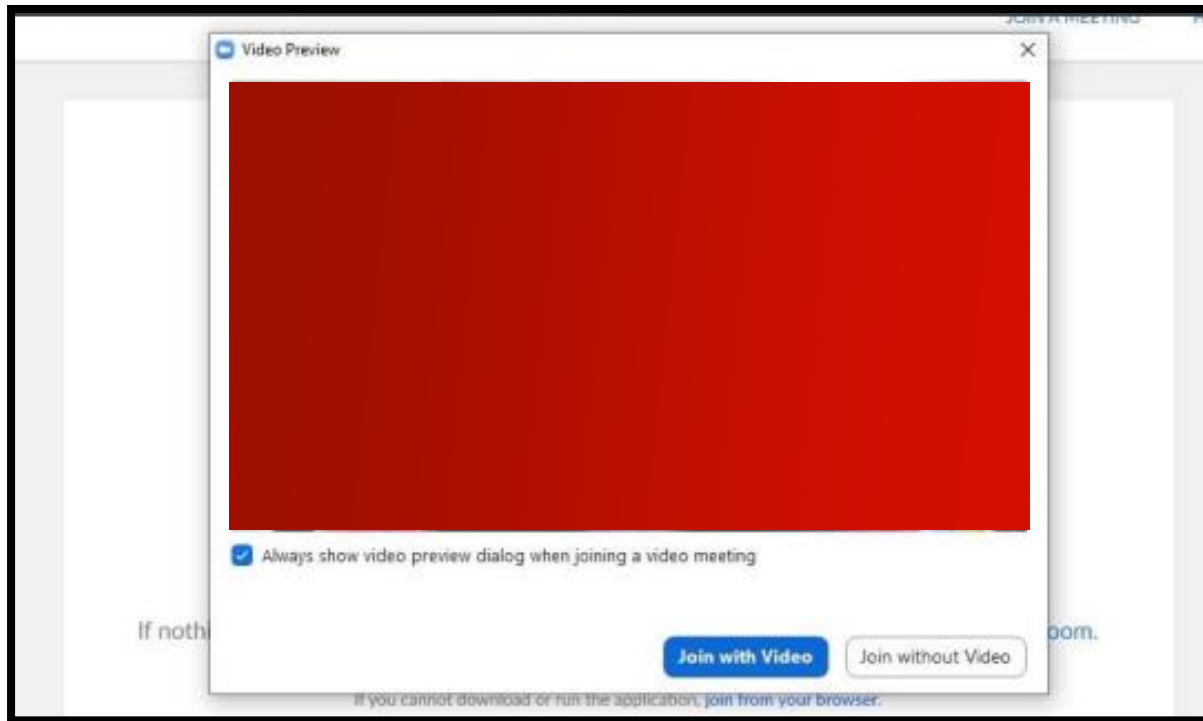 JOIN A MEETING
Video Preview
Always show video preview dialog when joining a video meeting
If
oom.
Join with Video
Join without Video
If you cannot download or run the application, join from your browser.